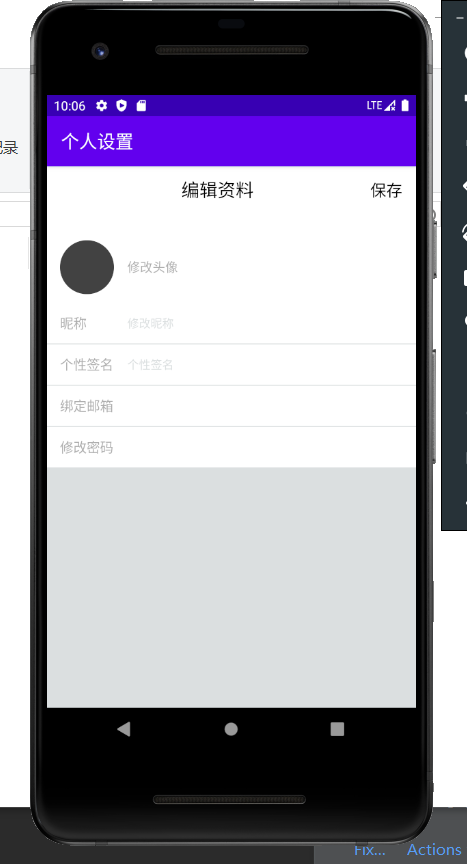 记录
10:06 LTE
个人设置
编辑资料 保存
修改头像
昵称 修改昵称
个性签名 个性签名
绑定邮箱
修改密码
Fix... Actions